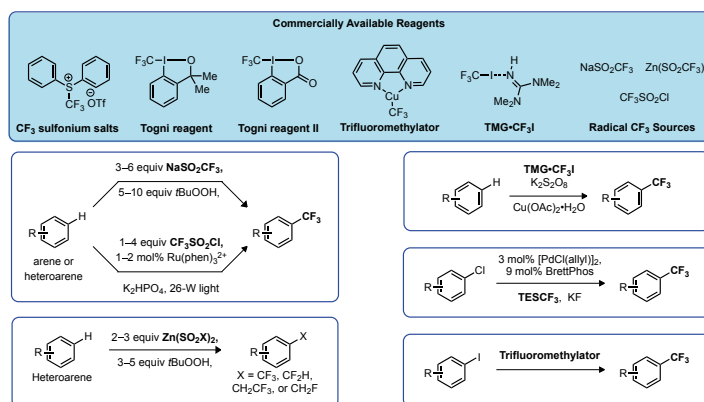 Commercially Available Reagents
S+
CF3
−OTf
CF3 sulfonium salts
F3C I O
Me
Me
Togni reagent
F3C I O
O
Togni reagent II
N N
Cu
CF3
Trifluoromethylator
H
F3C I N
NMe2
Me2N
TMG•CF3I
NaSO2CF3 Zn(SO2CF3)2
CF3SO2Cl
Radical CF3 Sources
3–6 equiv NaSO2CF3,
5–10 equiv tBuOOH,
R H
arene or
heteroarene
R CF3
1–4 equiv CF3SO2Cl,
1–2 mol% Ru(phen)3²⁺
K2HPO4, 26-W light
R H
Heteroarene
2–3 equiv Zn(SO2X)2,
3–5 equiv tBuOOH,
R X
X = CF3, CF2H,
CH2CF3, or CH2F
R H
TMG•CF3I
K2S2O8
Cu(OAc)2•H2O
R CF3
R Cl
3 mol% [PdCl(allyl)]2,
9 mol% BrettPhos
TESCF3, KF
R CF3
R I
Trifluoromethylator
R CF3